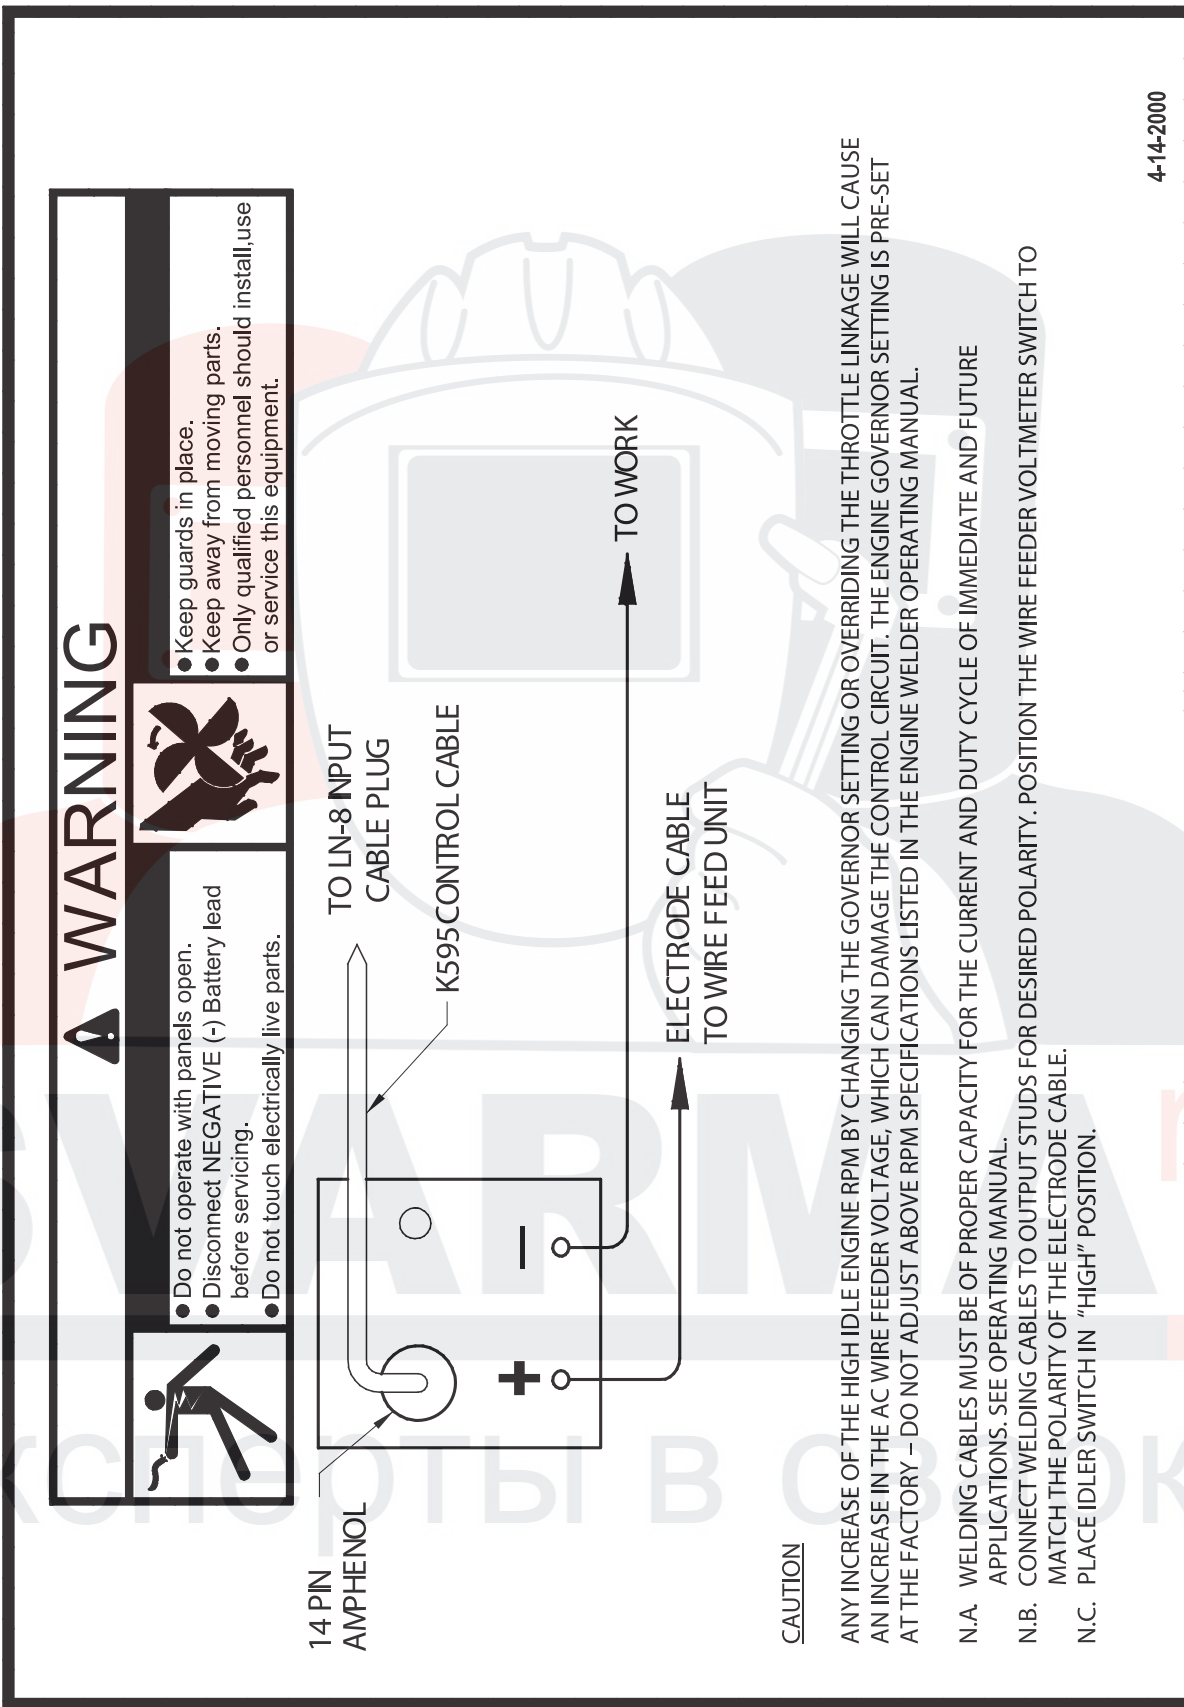 WARNING
● Do not operate with panels open.
● Disconnect NEGATIVE (-) Battery lead
before servicing.
● Do not touch electrically live parts.
● Keep guards in place.
● Keep away from moving parts.
● Only qualified personnel should install,use
or service this equipment.
14 PIN
AMPHENOL
TO LN-8 INPUT
CABLE PLUG
K595 CONTROL CABLE
+
-
ELECTRODE CABLE
TO WIRE FEED UNIT
TO WORK
CAUTION
ANY INCREASE OF THE HIGH IDLE ENGINE RPM BY CHANGING THE GOVERNOR SETTING OR OVERRIDING THE THROTTLE LINKAGE WILL CAUSE
AN INCREASE IN THE AC WIRE FEEDER VOLTAGE, WHICH CAN DAMAGE THE CONTROL CIRCUIT. THE ENGINE GOVERNOR SETTING IS PRE-SET
AT THE FACTORY – DO NOT ADJUST ABOVE RPM SPECIFICATIONS LISTED IN THE ENGINE WELDER OPERATING MANUAL.
N.A. WELDING CABLES MUST BE OF PROPER CAPACITY FOR THE CURRENT AND DUTY CYCLE OF IMMEDIATE AND FUTURE
APPLICATIONS. SEE OPERATING MANUAL.
N.B. CONNECT WELDING CABLES TO OUTPUT STUDS FOR DESIRED POLARITY. POSITION THE WIRE FEEDER VOLTMETER SWITCH TO
MATCH THE POLARITY OF THE ELECTRODE CABLE.
N.C. PLACE IDLER SWITCH IN "HIGH" POSITION.
4-14-2000
SVARMA
ксперты в сварк